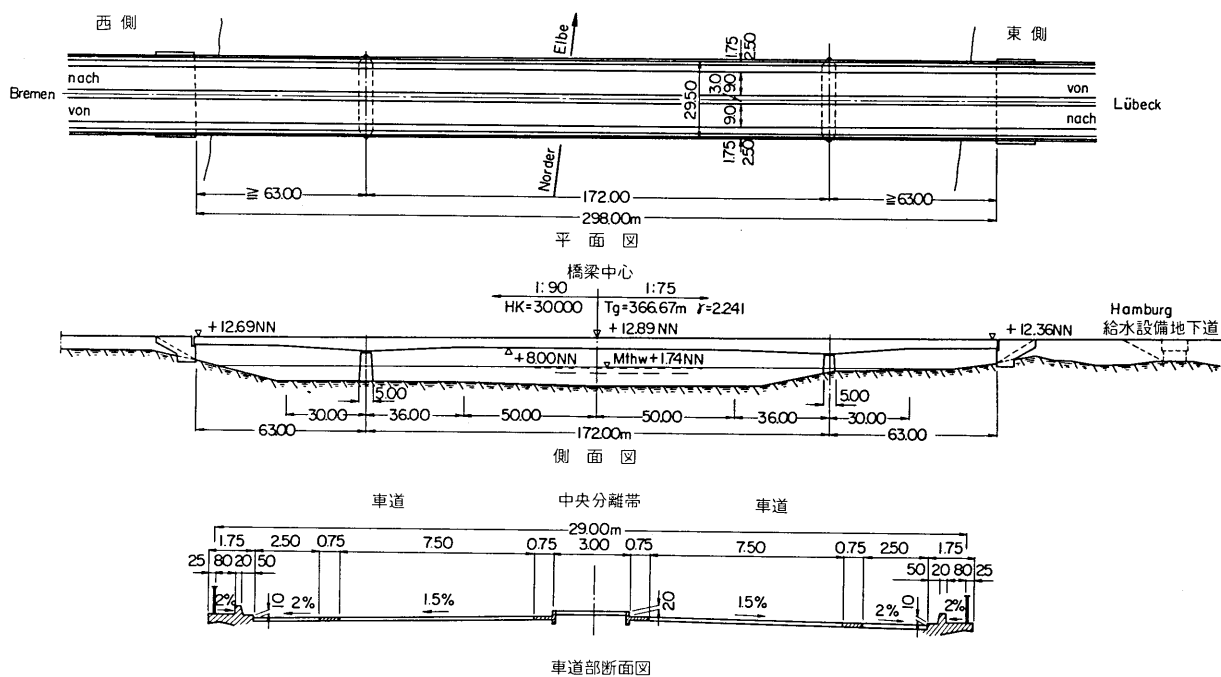 西側
東側
Elbe
1.75
2.50
nach
29.50
3.0
9.0
von
Bremen
Lübeck
von
9.0
nach
1.75
2.50
Norder
≧ 63.00
172.00
≧63.00
298.00m
平面図
橋梁中心
1:90
1:75
HK=30000
Tg=366.67m
γ=2.241
Hamburg
+12.69NN
+12.89NN
+12.36NN
給水設備地下道
+8.00NN
Mthw+1.74NN
5.00
5.00
30.00
36.00
50.00
50.00
36.00
30.00
63.00
172.00m
63.00
側面図
車道
中央分離帯
車道
29.00m
1.75
2.50
0.75
7.50
0.75
3.00
0.75
7.50
0.75
2.50
1.75
25
80
20
50
50
20
80
25
2%
10
2%
1.5%
20
1.5%
2%
10
2%
車道部断面図